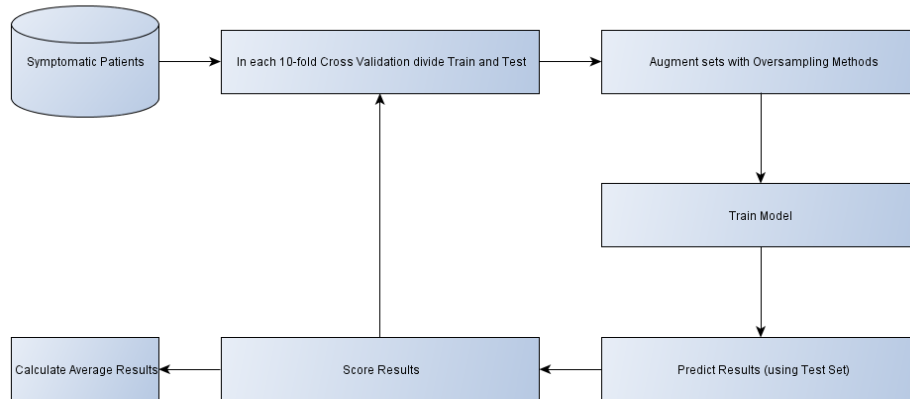 Symptomatic Patients
In each 10-fold Cross Validation divide Train and Test
Augment sets with Oversampling Methods
Train Model
Predict Results (using Test Set)
Score Results
Calculate Average Results